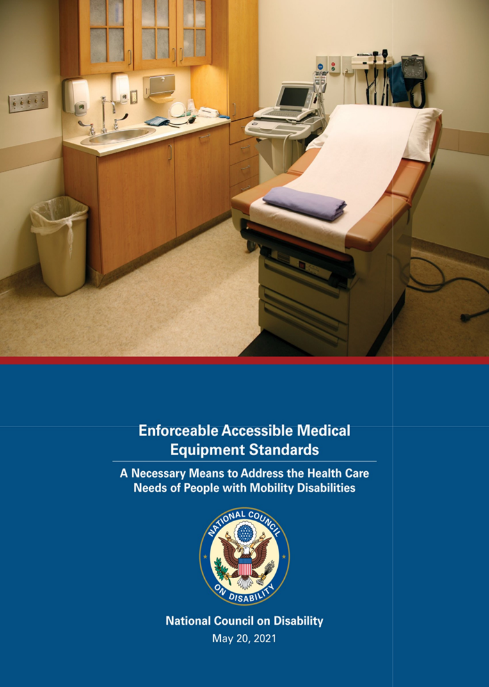 Enforceable Accessible Medical
Equipment Standards
A Necessary Means to Address the Health Care
Needs of People with Mobility Disabilities
NATIONAL COUNCIL
ON DISABILITY
National Council on Disability
May 20, 2021